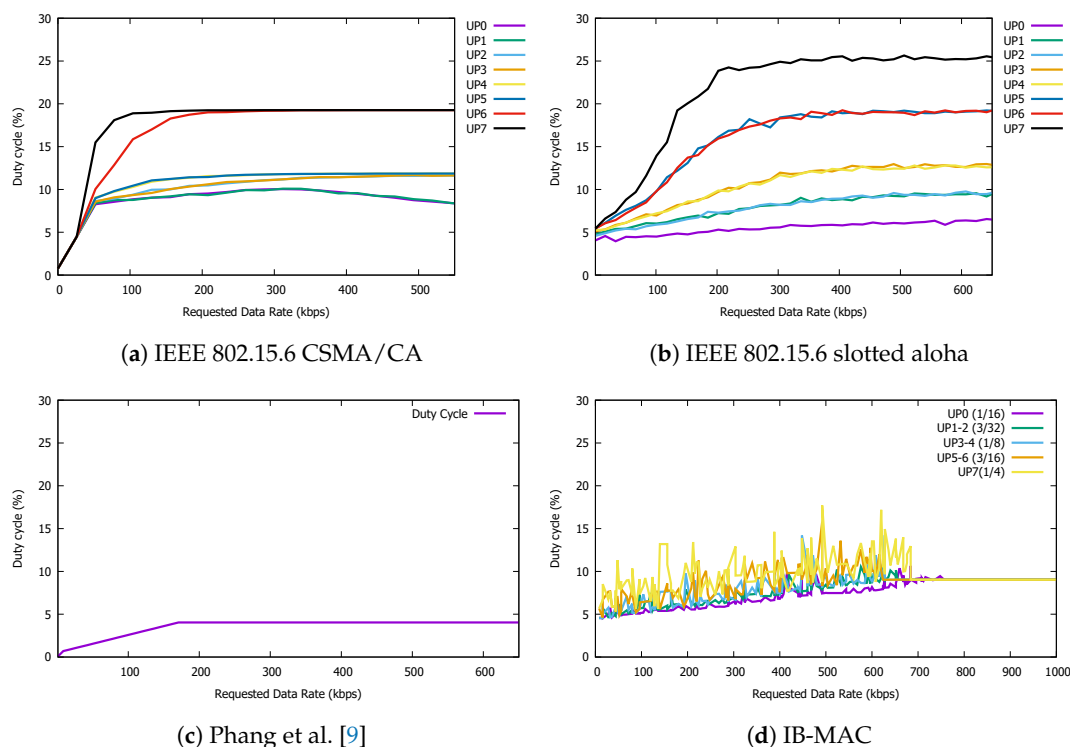 30
25
20
15
10
5
0
Duty cycle (%)
0 100 200 300 400 500
Requested Data Rate (kbps)
UP0
UP1
UP2
UP3
UP4
UP5
UP6
UP7
(a) IEEE 802.15.6 CSMA/CA
30
25
20
15
10
5
0
Duty cycle (%)
100 200 300 400 500 600
Requested Data Rate (kbps)
UP0
UP1
UP2
UP3
UP4
UP5
UP6
UP7
(b) IEEE 802.15.6 slotted aloha
30
25
20
15
10
5
0
Duty cycle (%)
100 200 300 400 500 600
Requested Data Rate (kbps)
Duty Cycle
(c) Phang et al. [9]
30
25
20
15
10
5
0
Duty cycle (%)
0 100 200 300 400 500 600 700 800 900 1000
Requested Data Rate (kbps)
UP0 (1/16)
UP1-2 (3/32)
UP3-4 (1/8)
UP5-6 (3/16)
UP7(1/4)
(d) IB-MAC